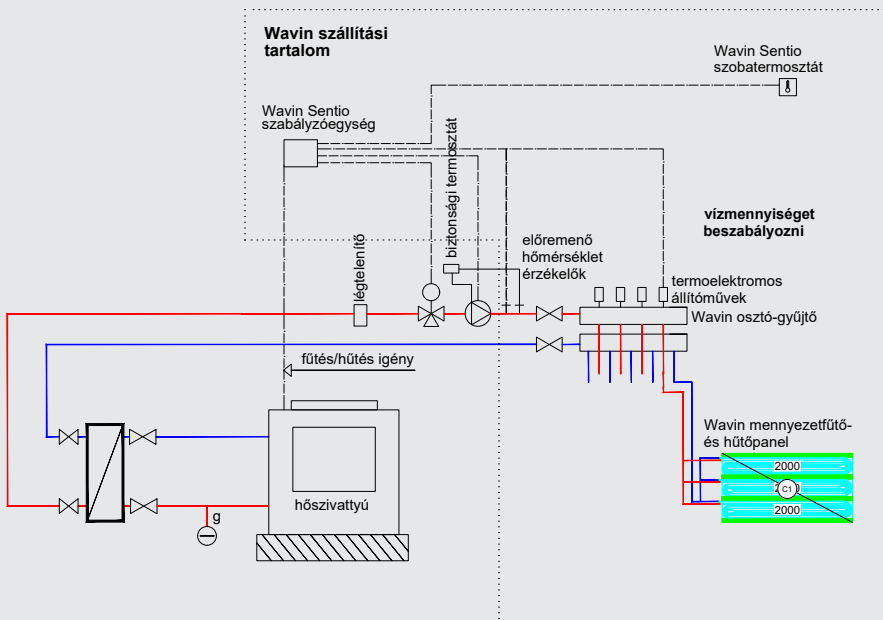 Wavin szállítási
tartalom
Wavin Sentio
szobatermosztát
Wavin Sentio
szabályzóegység
biztonsági termosztát
vízmennyiséget
beszabályozni
légtelenítő
előremenő
hőmérséklet
érzékelők
termoelektromos
állítóművek
Wavin osztó-gyűjtő
fűtés/hűtés igény
Wavin mennyezetfűtő-
és hűtőpanel
2000
C1
2000
hőszivattyú
g